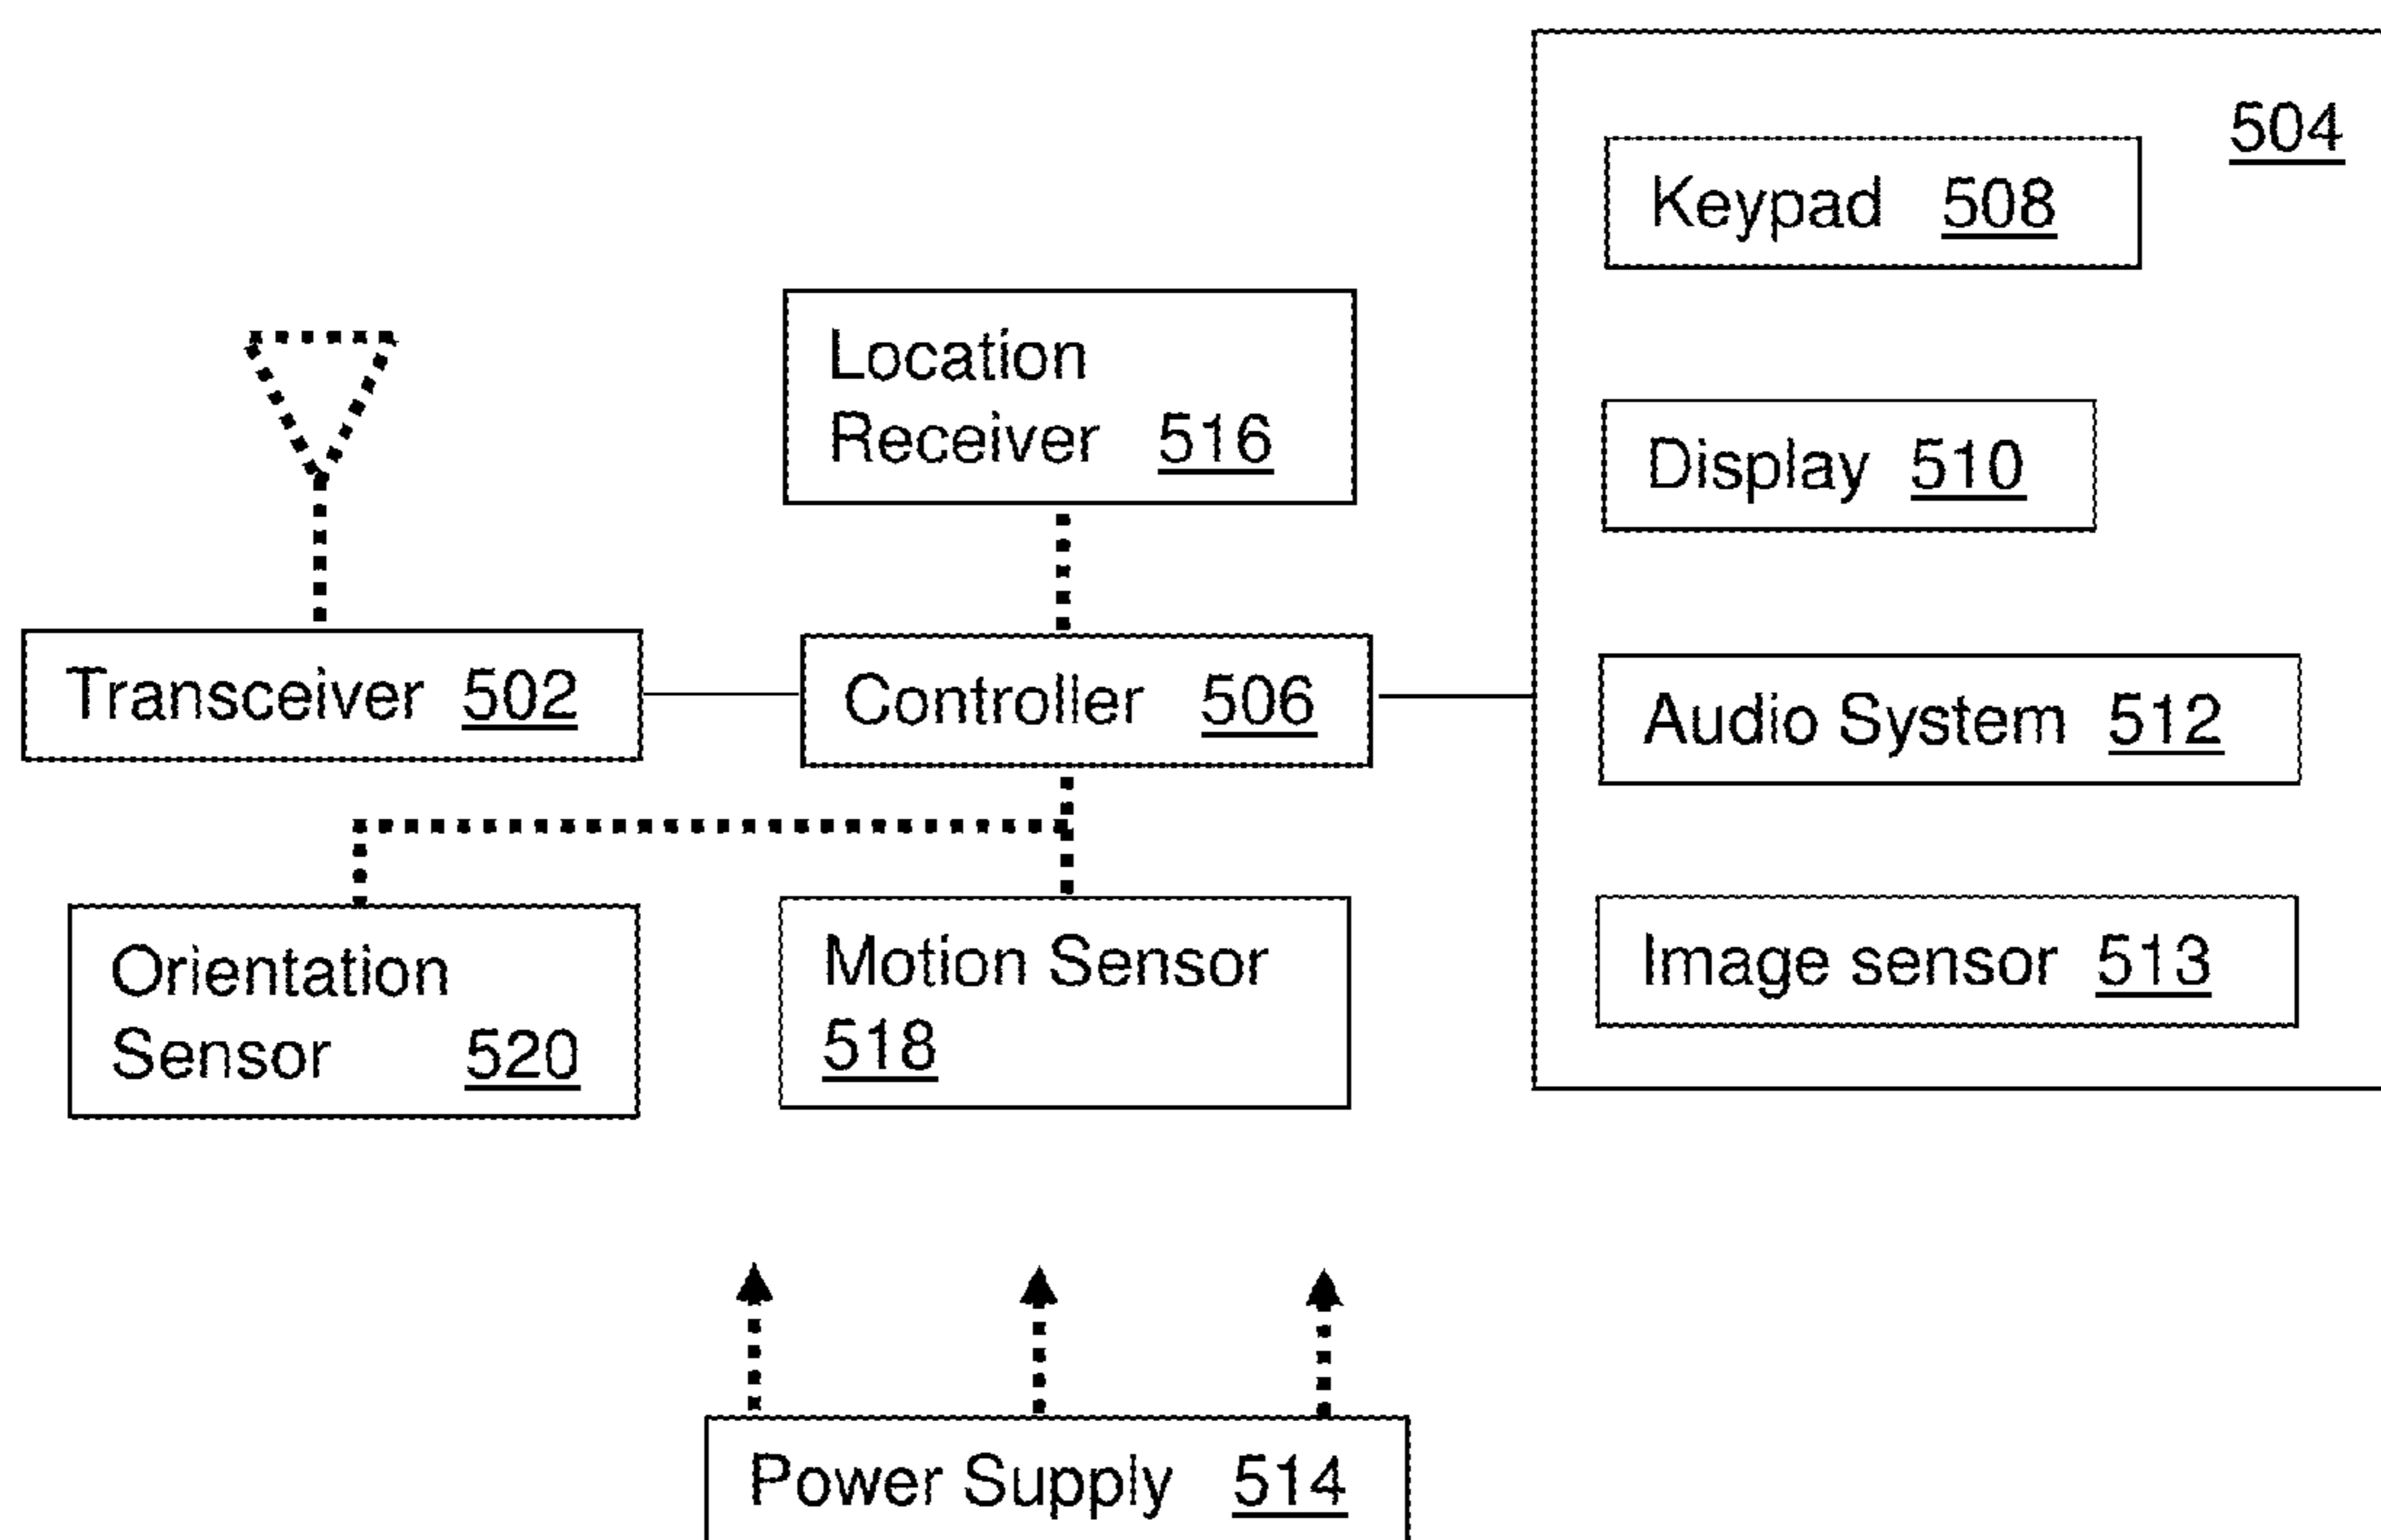 504
Keypad 508
Location
Receiver 516
Display 510
Transceiver 502
Controller 506
Audio System 512
Orientation
Sensor 520
Motion Sensor
518
Image sensor 513
Power Supply 514